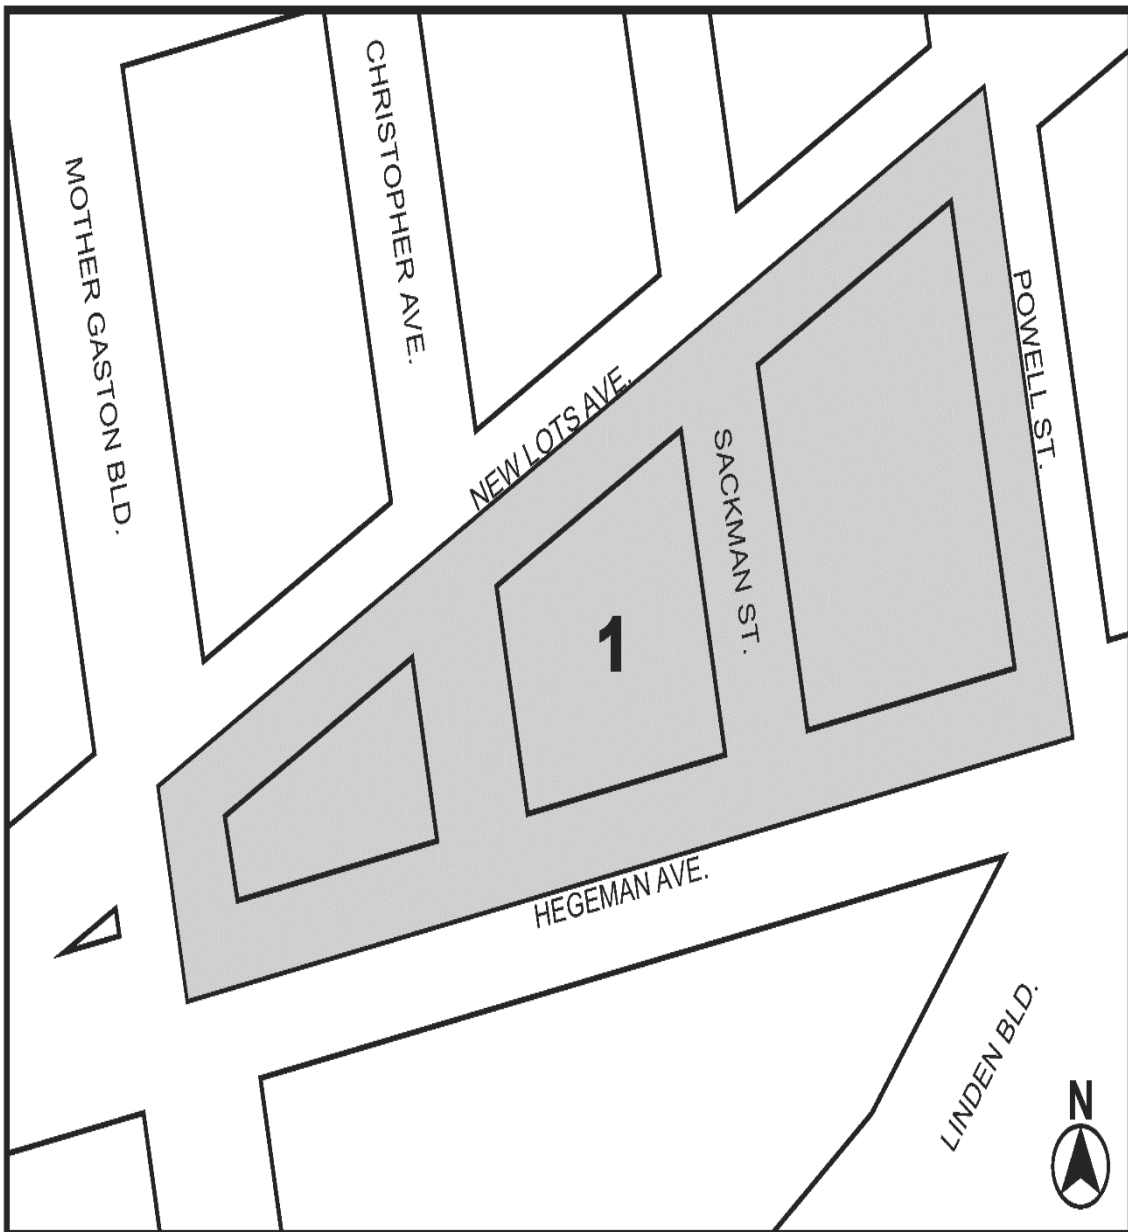 CHRISTOPHER AVE.
MOTHER GASTON BLD.
POWELL ST.
NEW LOTS AVE.
SACKMAN ST.
1
HEGEMAN AVE.
LINDEN BLD.
N